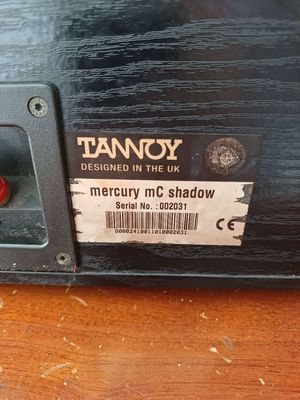 TANNOY
DESIGNED IN THE UK
mercury mC shadow
Serial No. :002031
CE